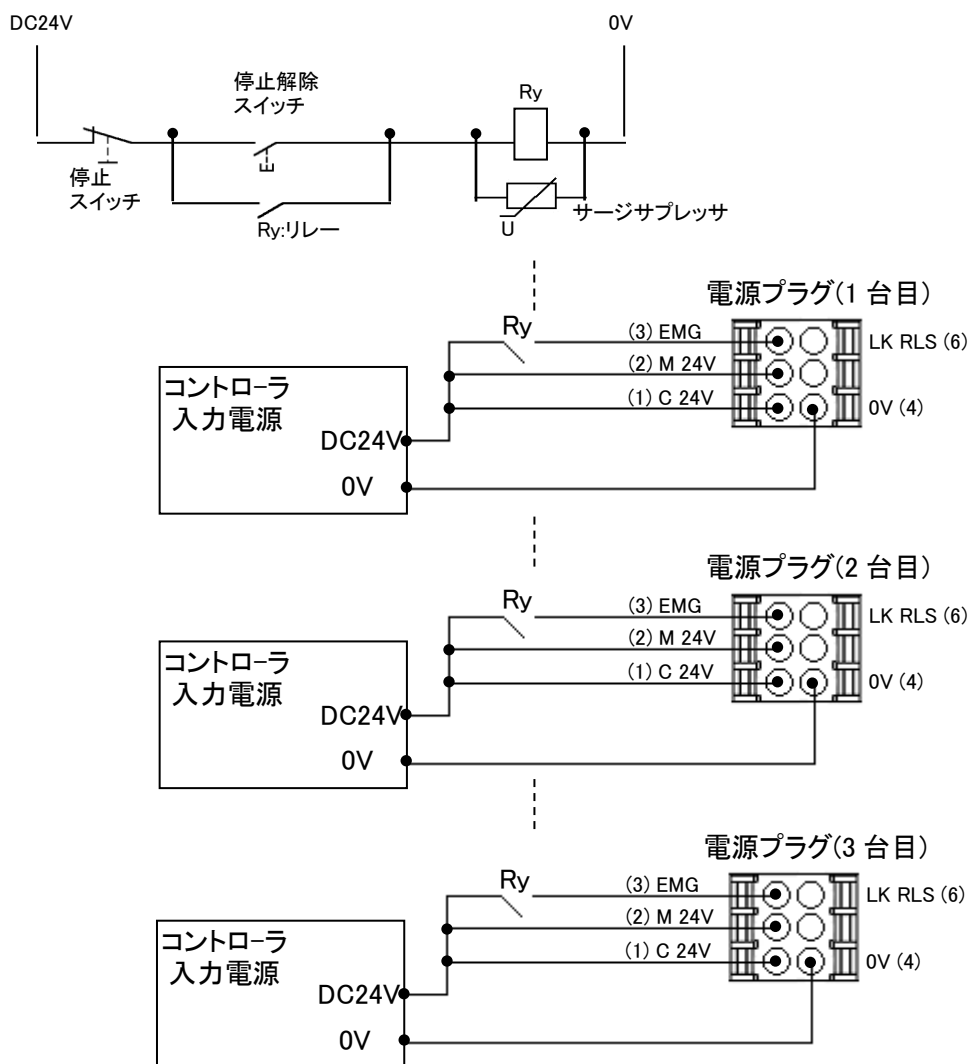 DC24V
0V
停止解除
スイッチ
Ry
停止
スイッチ
Ry:リレー
U
サージサプレッサ
電源プラグ(1 台目)
Ry
(3) EMG
LK RLS (6)
(2) M 24V
(1) C 24V
0V (4)
コントローラ
入力電源
DC24V
0V
電源プラグ(2 台目)
Ry
(3) EMG
LK RLS (6)
(2) M 24V
(1) C 24V
0V (4)
コントローラ
入力電源
DC24V
0V
電源プラグ(3 台目)
Ry
(3) EMG
LK RLS (6)
(2) M 24V
(1) C 24V
0V (4)
コントローラ
入力電源
DC24V
0V